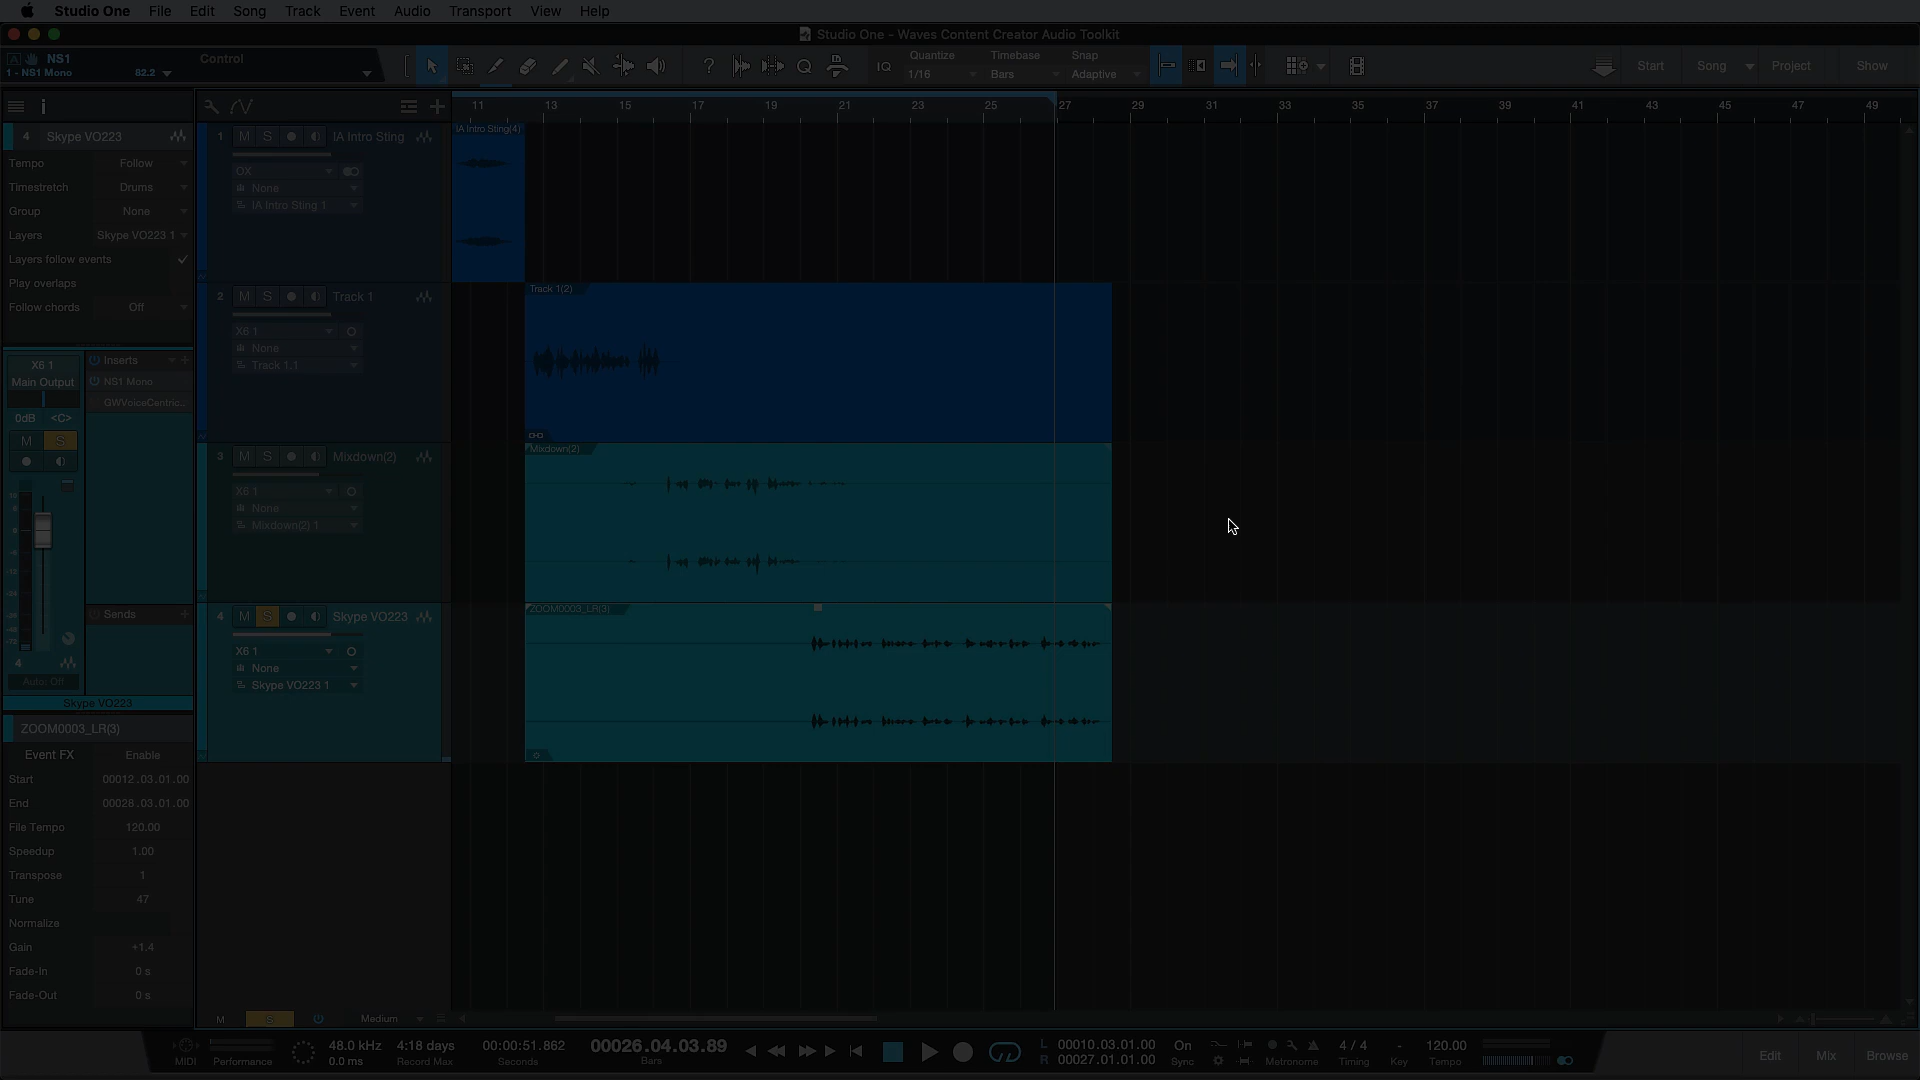 Studio One File Edit Song Track Event Audio Transport View Help
Studio One - Waves Content Creator Audio Toolkit
NS1
1 - NS1 Mono 82.2
Control
Quantize
1/16
Timebase
Bars
Snap
Adaptive
IQ
Start Song Project Show
11 13 15 17 19 21 23 25 27 29 31 33 35 37 39 41 43 45 47 49
4 Skype VO223
Tempo Follow
Timestretch Drums
Group None
Layers Skype VO223 1
Layers follow events
Play overlaps
Follow chords Off
1 M S IA Intro Sting
OX
None
IA Intro Sting 1
IA Intro Sting(4)
2 M S Track 1
X6 1
None
Track 1.1
Track 1(2)
X6 1
Main Output
0dB <C>
M S
Inserts
NS1 Mono
GWVoiceCentric...
3 M S Mixdown(2)
X6 1
None
Mixdown(2) 1
Mixdown(2)
4 M S Skype VO223
X6 1
None
Skype VO223 1
ZOOM0003_LR(3)
Sends
4
Auto: Off
Skype VO223
ZOOM0003_LR(3)
Event FX Enable
Start 00012.03.01.00
End 00028.03.01.00
File Tempo 120.00
Speedup 1.00
Transpose 1
Tune 47
Normalize
Gain +1.4
Fade-In 0 s
Fade-Out 0 s
M S Medium
MIDI
Performance
48.0 kHz
0.0 ms
4:18 days
Record Max
00:00:51.862
Seconds
00026.04.03.89
Bars
L 00010.03.01.00
R 00027.01.01.00
On
Sync
Metronome
4 / 4
Timing
-
Key
120.00
Tempo
Edit Mix Browse